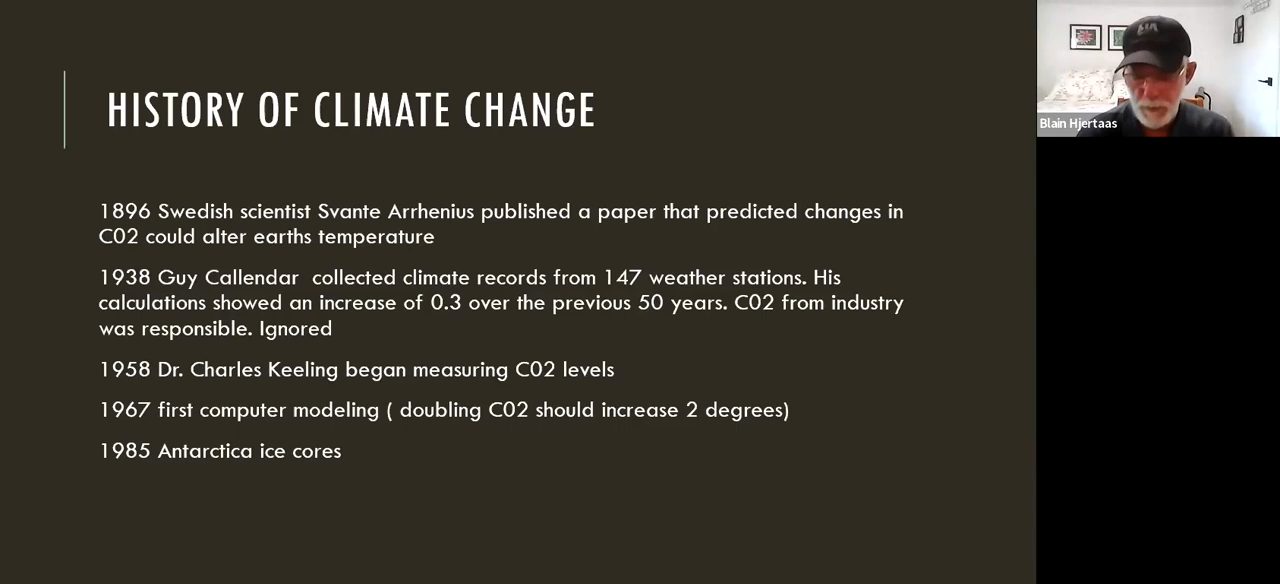 HISTORY OF CLIMATE CHANGE
1896 Swedish scientist Svante Arrhenius published a paper that predicted changes in
C02 could alter earths temperature
1938 Guy Callendar  collected climate records from 147 weather stations. His
calculations showed an increase of 0.3 over the previous 50 years. C02 from industry
was responsible. Ignored
1958 Dr. Charles Keeling began measuring C02 levels
1967 first computer modeling ( doubling C02 should increase 2 degrees)
1985 Antarctica ice cores
Blain Hjertaas